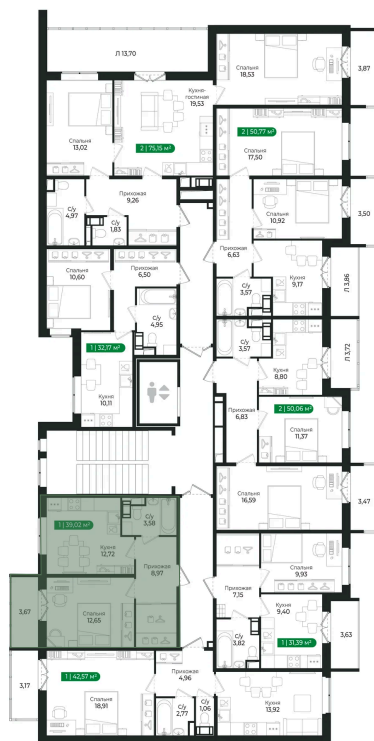 Л 13,70
Спальня
18,53
3,87
Кухня-
гостиная
19,53
Спальня
13,02
2 | 75,15 м²
2 | 50,77 м²
Спальня
17,50
Прихожая
9,26
С/у
4,97
С/у
1,83
Спальня
10,92
3,50
6,63
Кухня
9,17
Л 3,86
Спальня
10,60
Прихожая
6,50
С/у
3,57
С/у
4,95
С/у
3,57
Кухня
8,80
Л 3,72
1 | 32,17 м²
Кухня
10,11
Прихожая
6,83
2 | 50,06 м²
Спальня
11,37
Спальня
16,59
3,47
1 | 39,02 м²
С/у
3,58
Кухня
12,72
Прихожая
8,97
Спальня
9,93
Прихожая
7,15
3,67
Спальня
12,65
Кухня
9,40
С/у
3,82
1 | 31,39 м²
3,63
3,17
1 | 42,57 м²
Спальня
18,91
Прихожая
4,96
С/у
2,77
С/у
1,06
Кухня
13,92